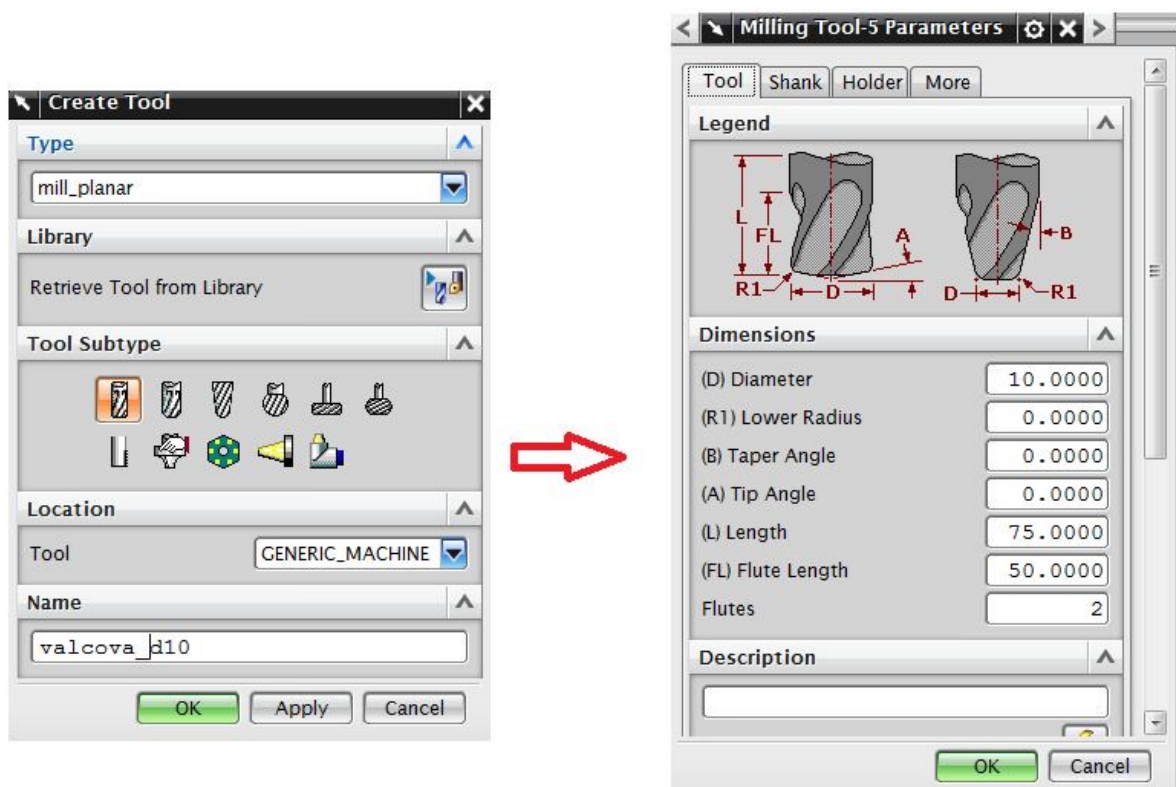 Create Tool
Type
mill_planar
Library
Retrieve Tool from Library
Tool Subtype
Location
Tool GENERIC_MACHINE
Name
valcova_d10
OK Apply Cancel
Milling Tool-5 Parameters
Tool Shank Holder More
Legend
L
FL
A
B
R1 D D R1
Dimensions
(D) Diameter 10.0000
(R1) Lower Radius 0.0000
(B) Taper Angle 0.0000
(A) Tip Angle 0.0000
(L) Length 75.0000
(FL) Flute Length 50.0000
Flutes 2
Description
OK Cancel